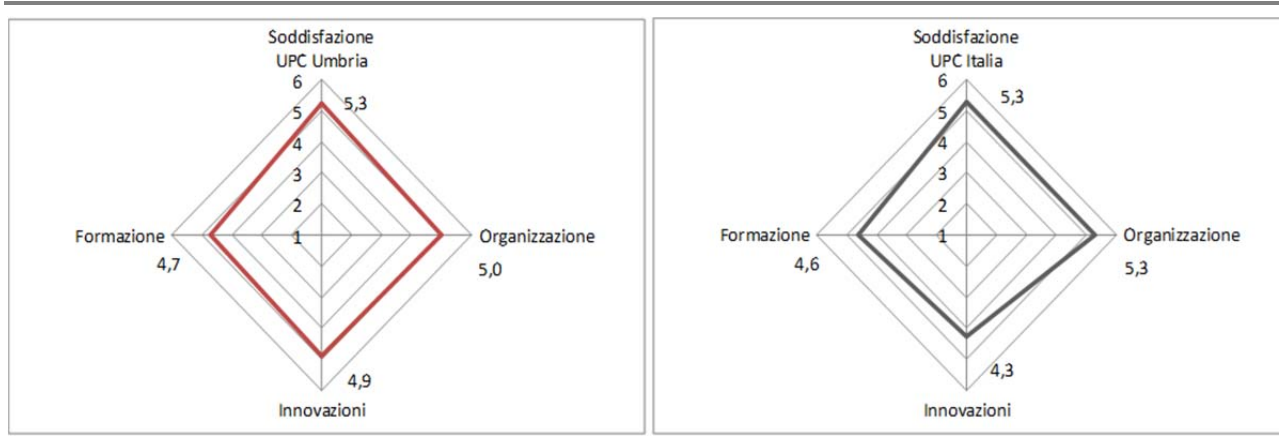 Soddisfazione
UPC Umbria
6
5,3
5
4
3
2
1
Formazione
4,7
Organizzazione
5,0
4,9
Innovazioni
Soddisfazione
UPC Italia
6
5,3
5
4
3
2
1
Formazione
4,6
Organizzazione
5,3
4,3
Innovazioni